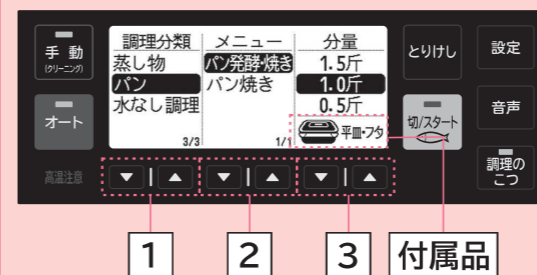 手 動
(クリーニング)
オート
高温注意
調理分類
蒸し物
パン
水なし調理
3/3
メニュー
パン発酵・焼き
パン焼き
1/1
分量
1.5斤
1.0斤
0.5斤
平皿・フタ
とりけし
切/スタート
設定
音声
調理の
こつ
▼ | ▲
▼ | ▲
▼ | ▲
1
2
3
付属品